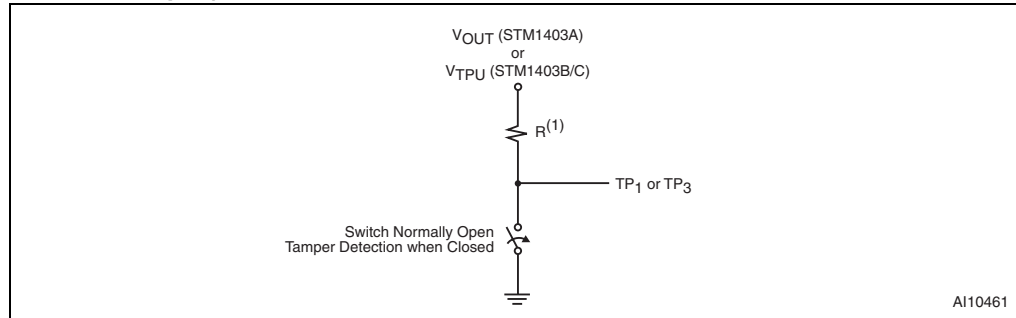 VOUT (STM1403A)
or
VTPU (STM1403B/C)
R(1)
TP1 or TP3
Switch Normally Open
Tamper Detection when Closed
AI10461